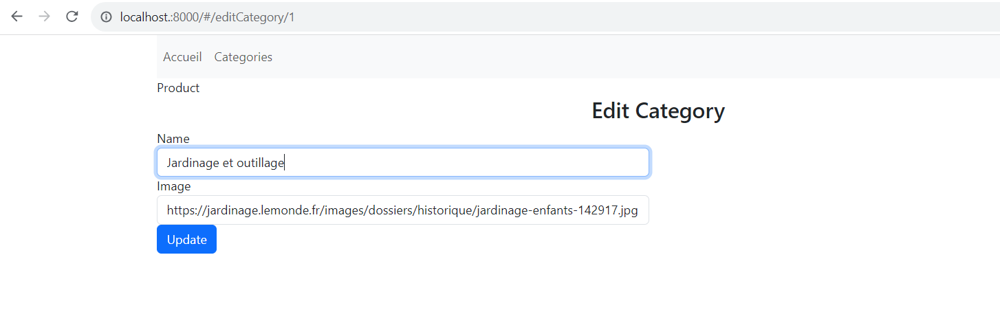 localhost.:8000/#/editCategory/1
Accueil Categories
Product
Edit Category
Name
Jardinage et outillage
Image
https://jardinage.lemonde.fr/images/dossiers/historique/jardinage-enfants-142917.jpg
Update